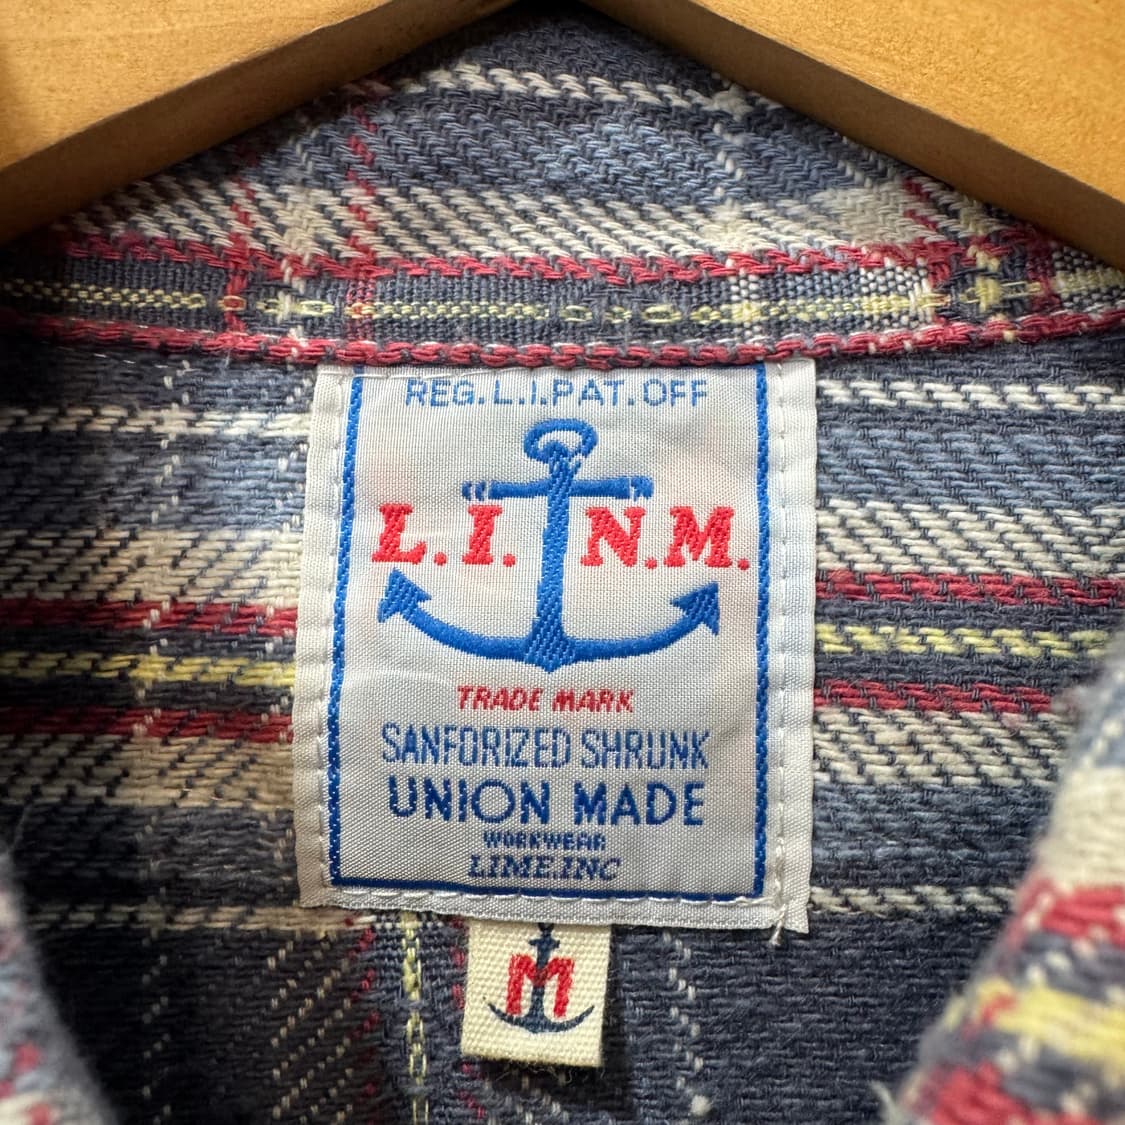 REG. L.I.PAT. OFF
L.I. N.M.
TRADE MARK
SANFORIZED SHRUNK
UNION MADE
WORKWEAR
LIME.INC
M